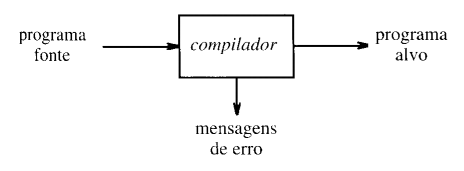 programa
fonte
compilador
programa
alvo
mensagens
de erro